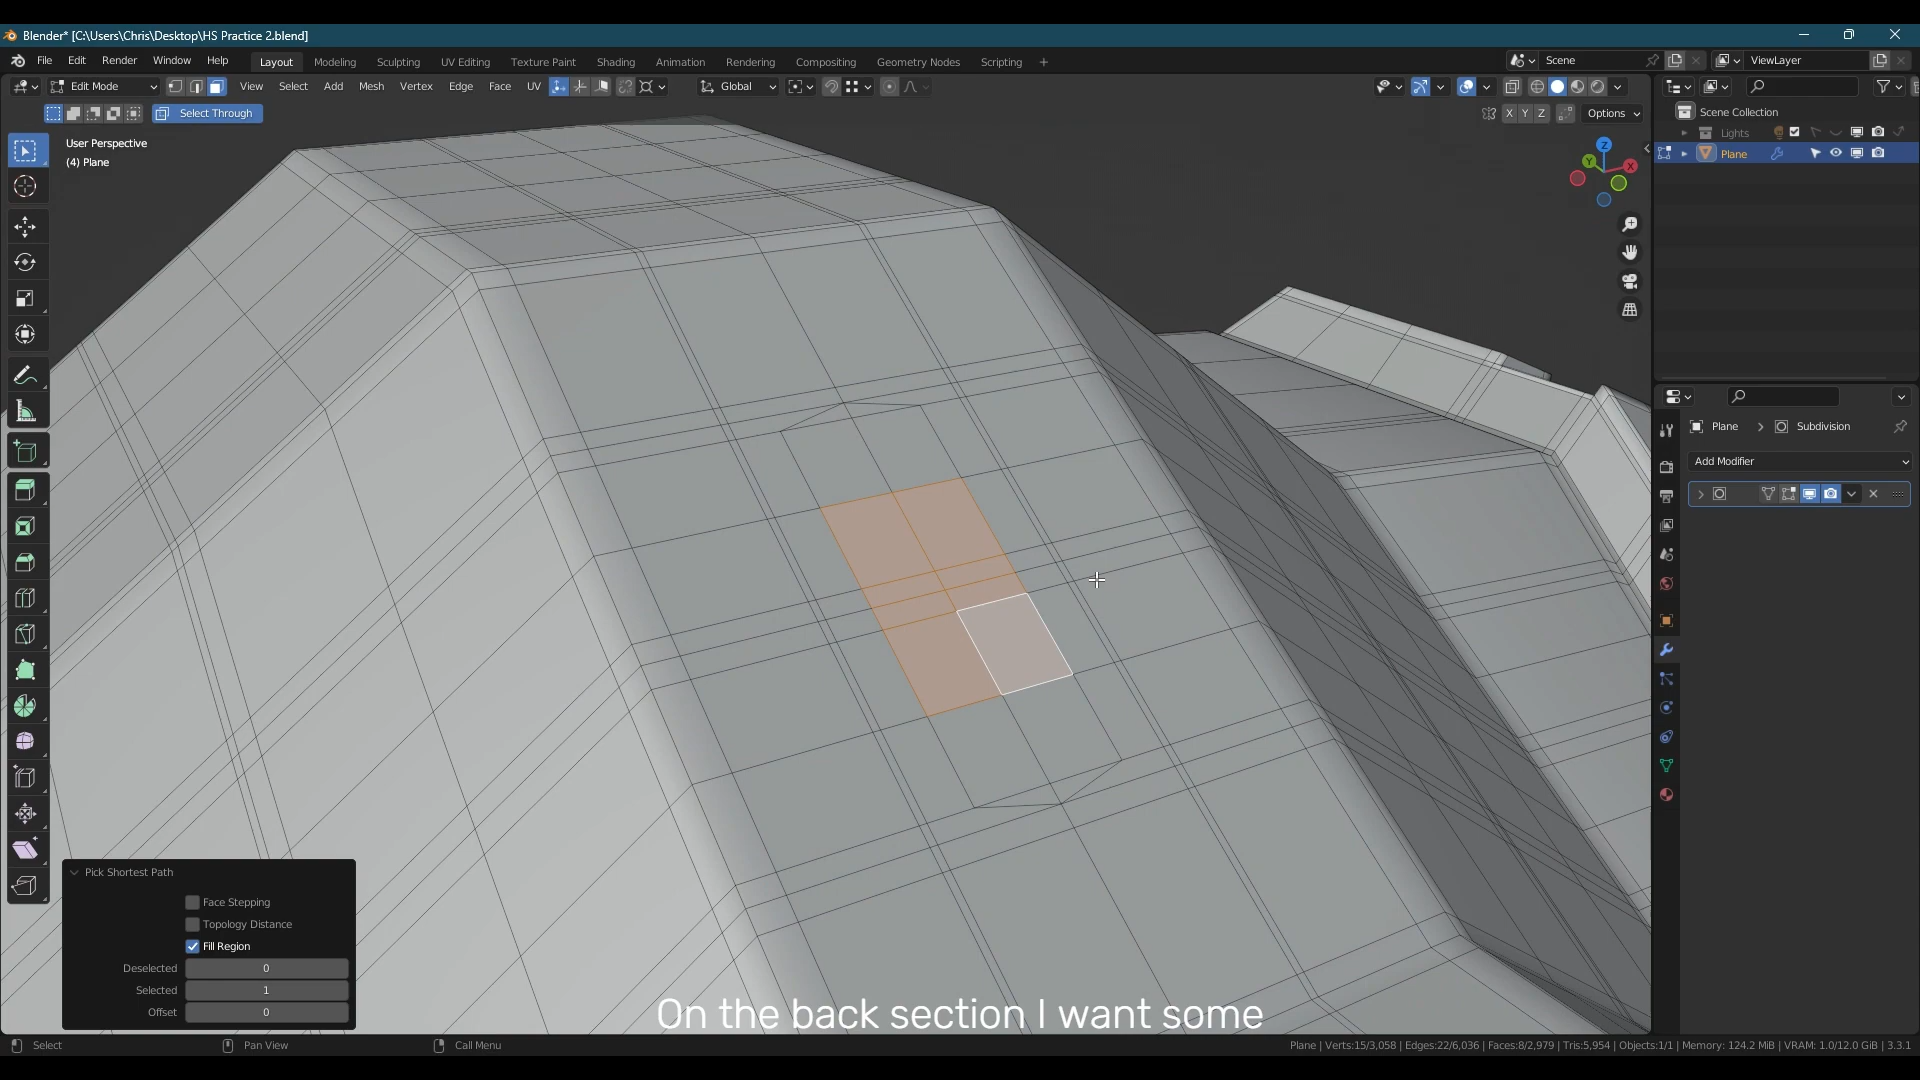 Blender* [C:\Users\Chris\Desktop\HS Practice 2.blend]
File Edit Render Window Help Layout Modeling Sculpting UV Editing Texture Paint Shading Animation Rendering Compositing Geometry Nodes Scripting + Scene ViewLayer
Edit Mode View Select Add Mesh Vertex Edge Face UV Global
Select Through X Y Z Options
User Perspective
(4) Plane
Z
Y
X
Scene Collection
Lights
Plane
Plane > Subdivision
Add Modifier
Pick Shortest Path
Face Stepping
Topology Distance
Fill Region
Deselected 0
Selected 1
Offset 0
On the back section I want some
Select Pan View Call Menu Plane | Verts:15/3,058 | Edges:22/6,036 | Faces:8/2,979 | Tris:5,954 | Objects:1/1 | Memory: 124.2 MiB | VRAM: 1.0/12.0 GiB | 3.3.1